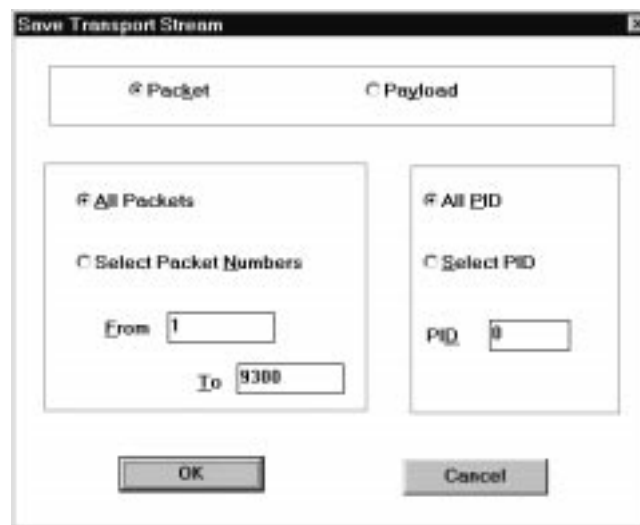 Save Transport Stream
Packet
Payload
All Packets
Select Packet Numbers
From 1
To 9300
All PID
Select PID
PID 0
OK
Cancel